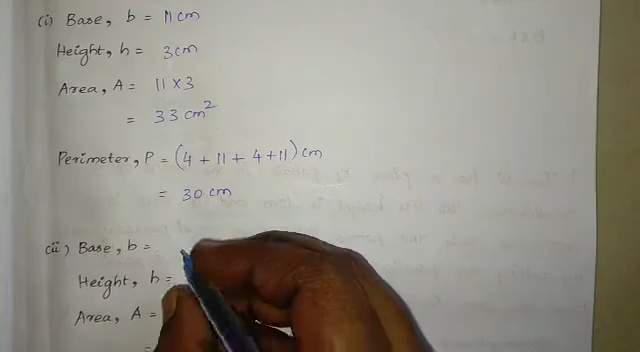 (i) Base, b = 11 cm
Height, h = 3 cm
Area, A = 11 × 3
= 33 cm²
Perimeter, P = (4 + 11 + 4 + 11) cm
= 30 cm
(ii) Base, b =
Height, h =
Area, A =
=